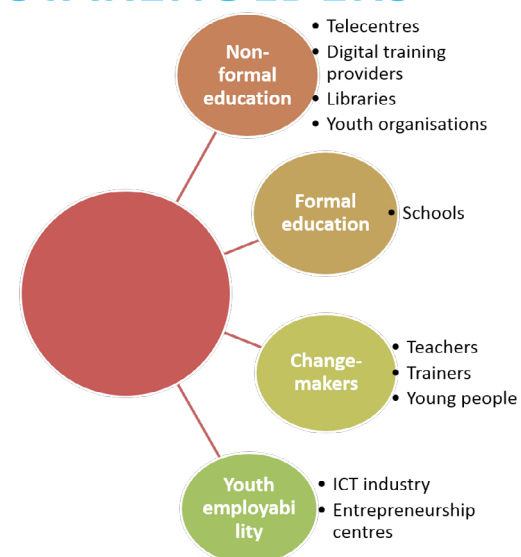 Non-
formal
education
• Telecentres
• Digital training
providers
• Libraries
• Youth organisations
Formal
education
• Schools
Change-
makers
• Teachers
• Trainers
• Young people
Youth
employabi
lity
• ICT industry
• Entrepreneurship
centres